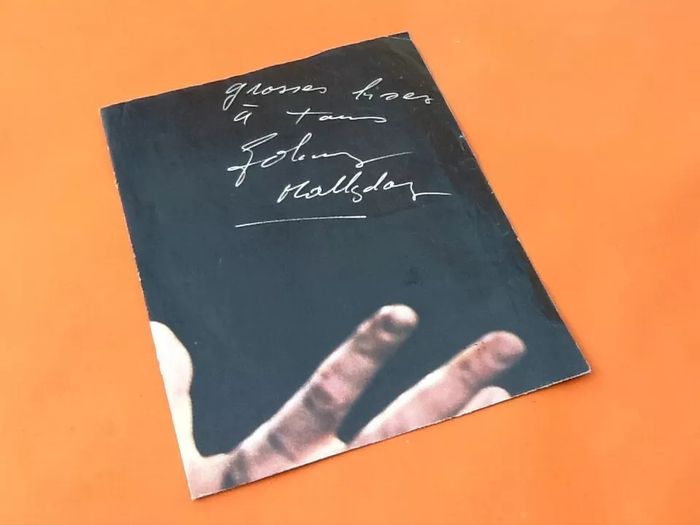 grosses bises
à tous
Johnny
Hallyday